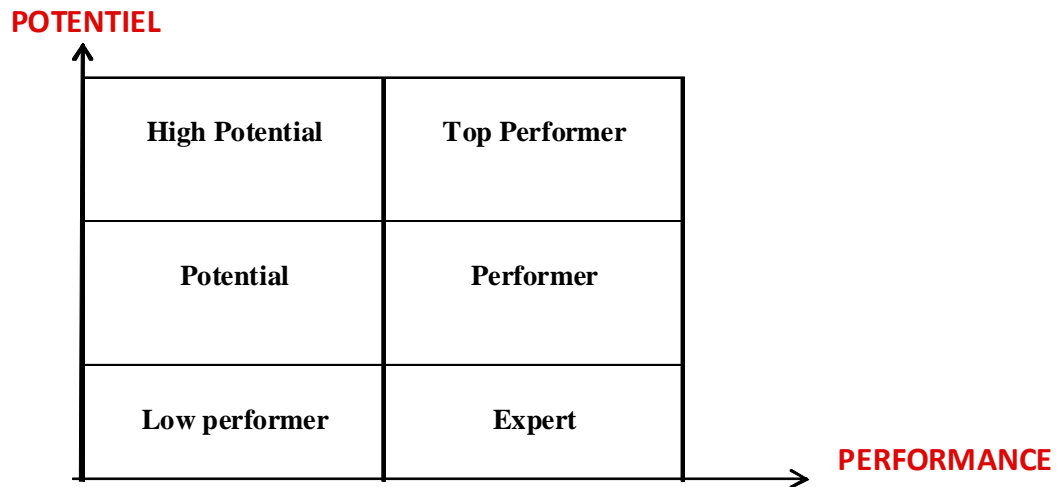 POTENTIEL
High Potential
Top Performer
Potential
Performer
Low performer
Expert
PERFORMANCE